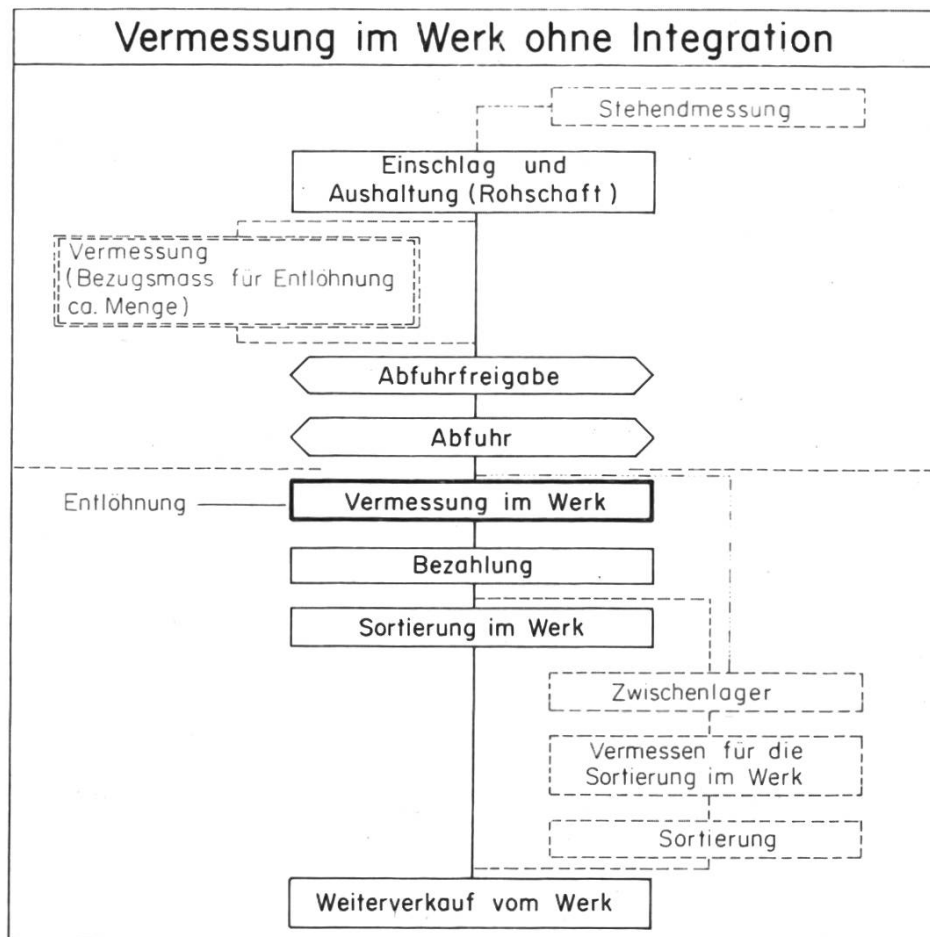 Vermessung im Werk ohne Integration
Stehendmessung
Einschlag und
Aushaltung (Rohschaft)
Vermessung
(Bezugsmass für Entlöhnung
ca. Menge)
Abfuhrfreigabe
Abfuhr
Entlöhnung
Vermessung im Werk
Bezahlung
Sortierung im Werk
Zwischenlager
Vermessen für die
Sortierung im Werk
Sortierung
Weiterverkauf vom Werk